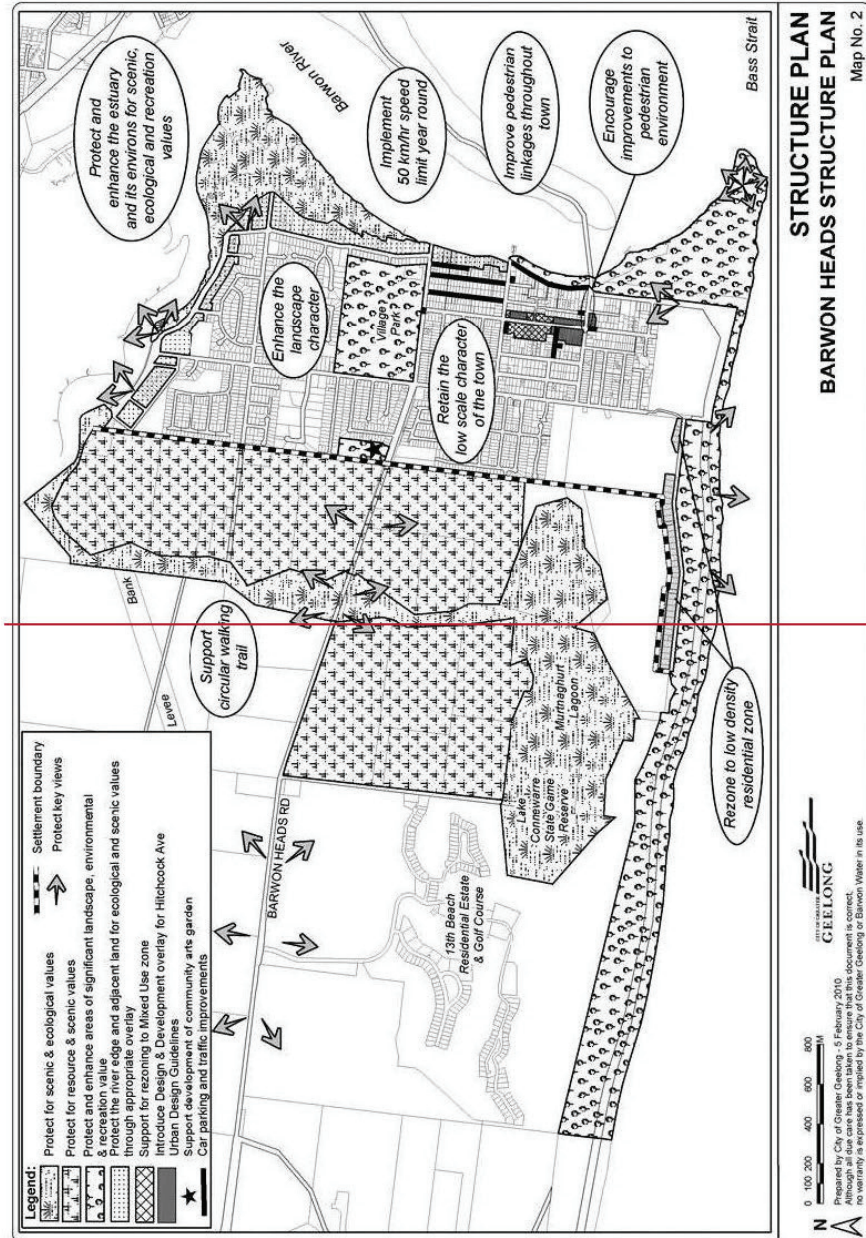 Legend:
Protect for scenic & ecological values
Protect for resource & scenic values
Protect and enhance areas of significant landscape, environmental
& recreation value
Protect the river edge and adjacent land for ecological and scenic values
through appropriate overlay
Support for rezoning to Mixed Use zone
Introduce Design & Development overlay for Hitchcock Ave
Urban Design Guidelines
Support development of community arts garden
Car parking and traffic improvements
Settlement boundary
Protect key views
Protect and
enhance the estuary
and its environs for scenic,
ecological and recreation
values
Barwon River
Implement
50 km/hr speed
limit year round
Improve pedestrian
linkages throughout
town
Encourage
improvements to
pedestrian
environment
Bass Strait
Enhance the
landscape
character
Village
Park
Retain the
low scale character
of the town
Bank
Levee
Support
circular walking
trail
BARWON HEADS RD
Lake
Connewarre
State Game
Reserve
Murtnaghurt
Lagoon
13th Beach
Residential Estate
& Golf Course
Rezone to low density
residential zone
STRUCTURE PLAN
BARWON HEADS STRUCTURE PLAN
Map No. 2
N
0 100 200 400 600 800
M
CITY OF GREATER
GEELONG
Prepared by City of Greater Geelong - 5 February 2010
Although all due care has been taken to ensure that this document is correct,
no warranty is expressed or implied by the City of Greater Geelong or Barwon Water in its use.